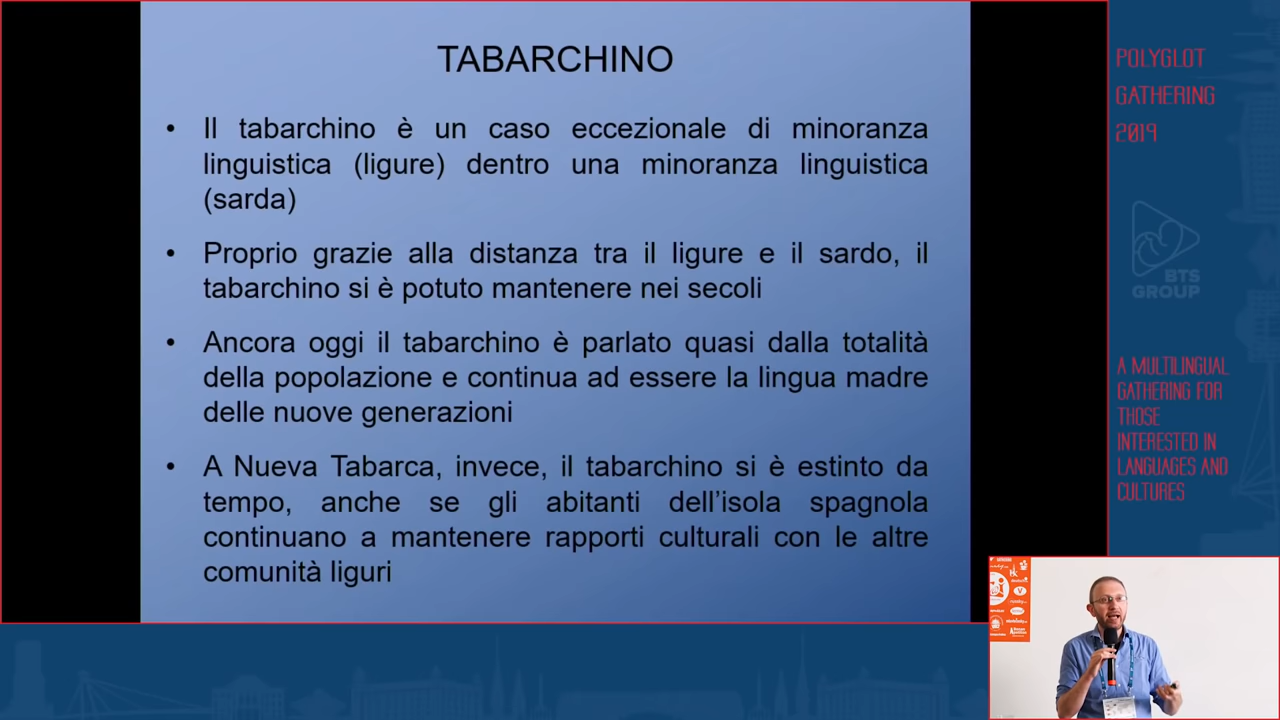 TABARCHINO
• Il tabarchino è un caso eccezionale di minoranza
linguistica (ligure) dentro una minoranza linguistica
(sarda)
• Proprio grazie alla distanza tra il ligure e il sardo, il
tabarchino si è potuto mantenere nei secoli
• Ancora oggi il tabarchino è parlato quasi dalla totalità
della popolazione e continua ad essere la lingua madre
delle nuove generazioni
• A Nueva Tabarca, invece, il tabarchino si è estinto da
tempo, anche se gli abitanti dell’isola spagnola
continuano a mantenere rapporti culturali con le altre
comunità liguri
POLYGLOT
GATHERING
2019
BTS
GROUP
A MULTILINGUAL
GATHERING FOR
THOSE
INTERESTED IN
LANGUAGES AND
CULTURES